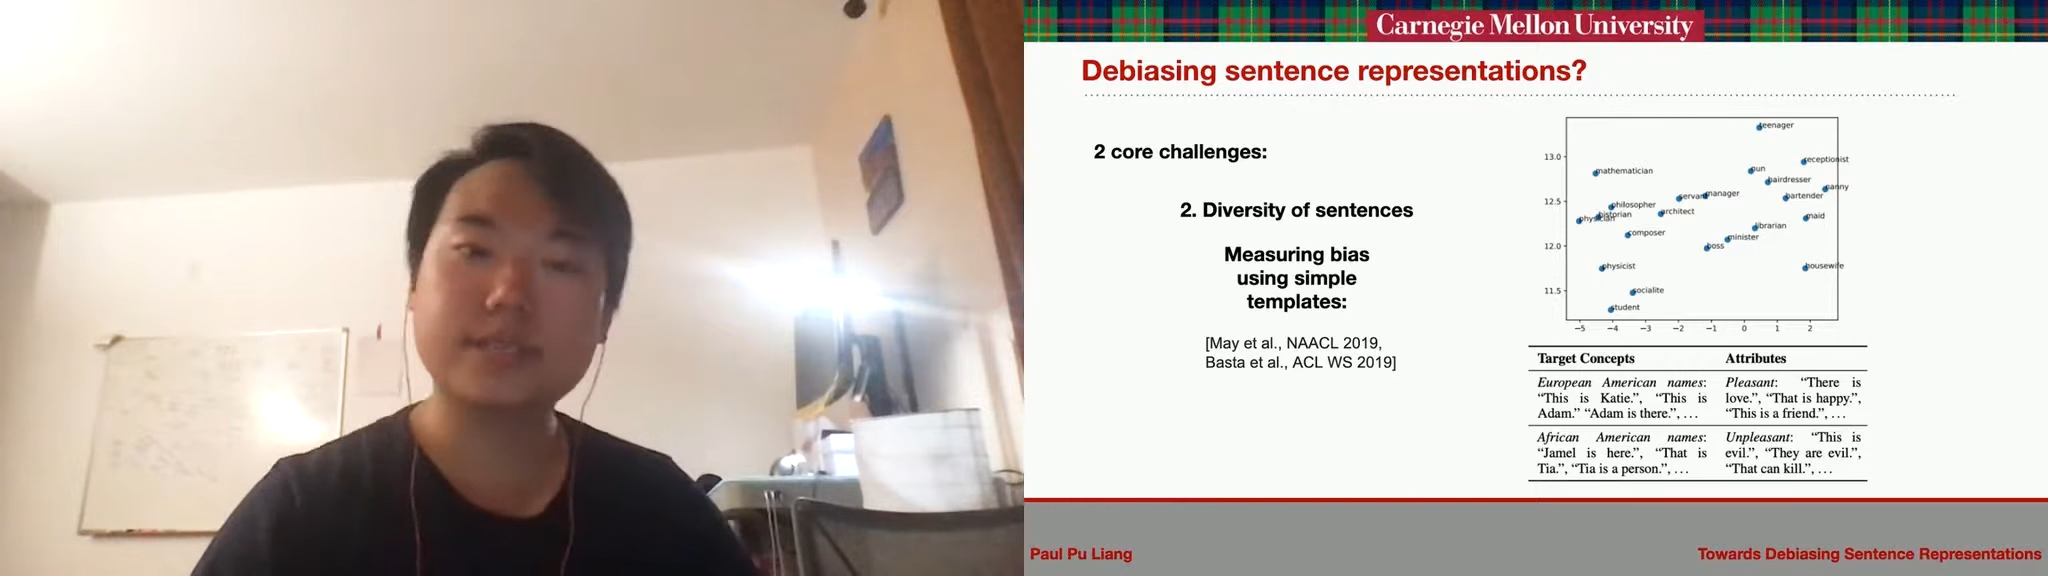 Carnegie Mellon University
Debiasing sentence representations?
2 core challenges:
2. Diversity of sentences
Measuring bias
using simple
templates:
[May et al., NAACL 2019,
Basta et al., ACL WS 2019]
teenager
receptionist
mathematician
nun
hairdresser
nanny
servant
manager
bartender
philosopher
historian
physician
architect
maid
composer
librarian
minister
boss
physicist
housewife
socialite
student
13.0
12.5
12.0
11.5
−5 −4 −3 −2 −1 0 1 2
Target Concepts Attributes
European American names: Pleasant: “There is
“This is Katie.”, “This is love.”, “That is happy.”,
Adam.” “Adam is there.”, ... “This is a friend.”, ...
African American names: Unpleasant: “This is
“Jamel is here.”, “That is evil.”, “They are evil.”,
Tia.”, “Tia is a person.”, ... “That can kill.”, ...
Paul Pu Liang
Towards Debiasing Sentence Representations